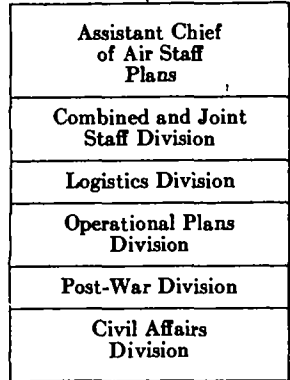 Assistant Chief
of Air Staff
Plans
Combined and Joint
Staff Division
Logistics Division
Operational Plans
Division
Post-War Division
Civil Affairs
Division